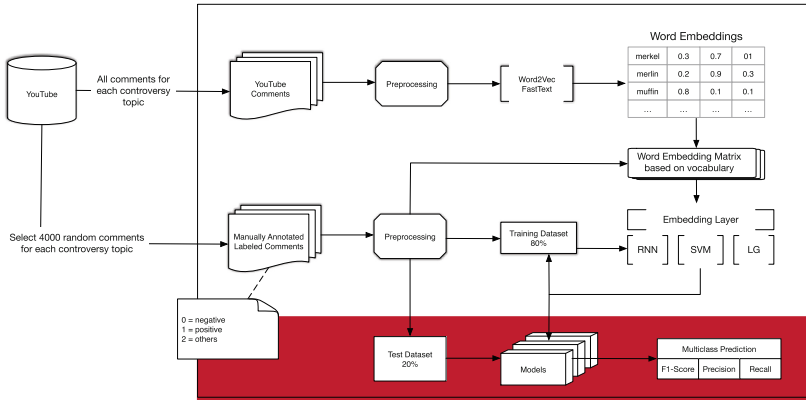 Word Embeddings
merkel 0.3 0.7 01
merlin 0.2 0.9 0.3
muffin 0.8 0.1 0.1
... ... ... ...
YouTube
All comments for
each controversy
topic
YouTube
Comments
Preprocessing
Word2Vec
FastText
Word Embedding Matrix
based on vocabulary
Select 4000 random comments
for each controversy topic
Manually Annotated
Labeled Comments
Preprocessing
Training Dataset
80%
Embedding Layer
RNN SVM LG
0 = negative
1 = positive
2 = others
Test Dataset
20%
Models
Multiclass Prediction
F1-Score Precision Recall